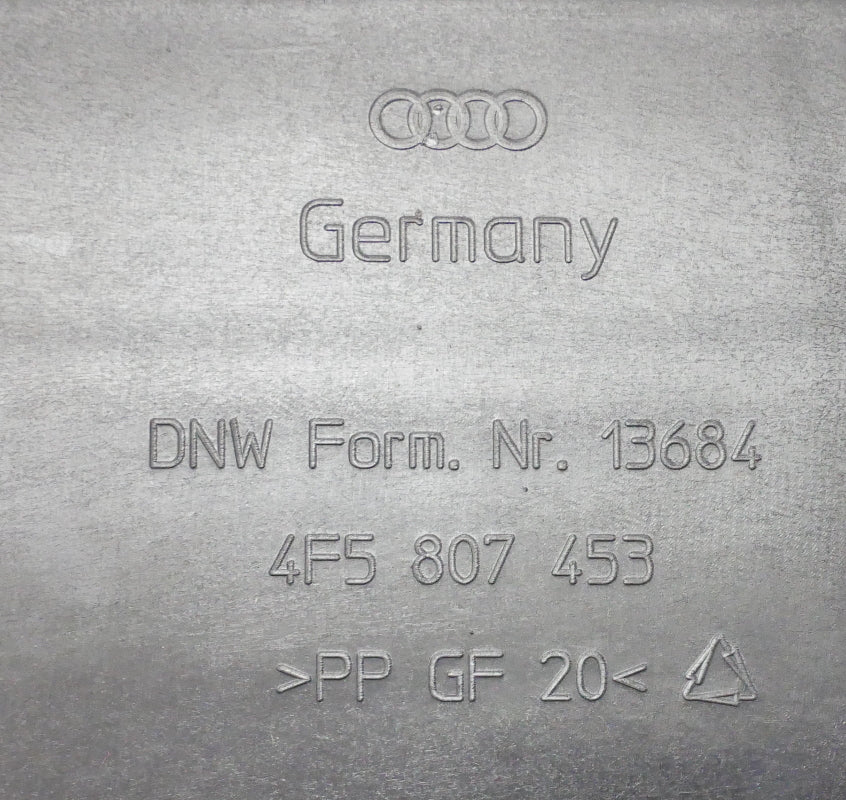 Germany
DNW Form. Nr. 13684
4F5 807 453
>PP GF 20<